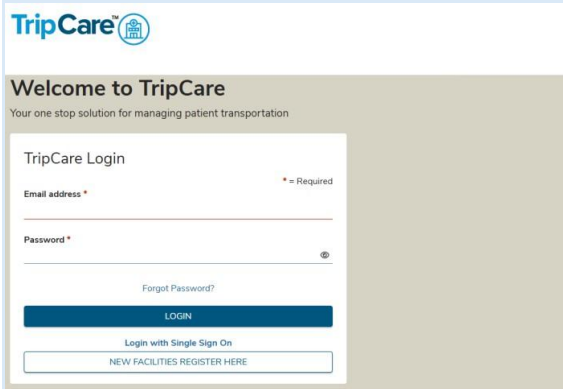 TripCare™
Welcome to TripCare
Your one stop solution for managing patient transportation
TripCare Login
* = Required
Email address *
Password *
Forgot Password?
LOGIN
Login with Single Sign On
NEW FACILITIES REGISTER HERE